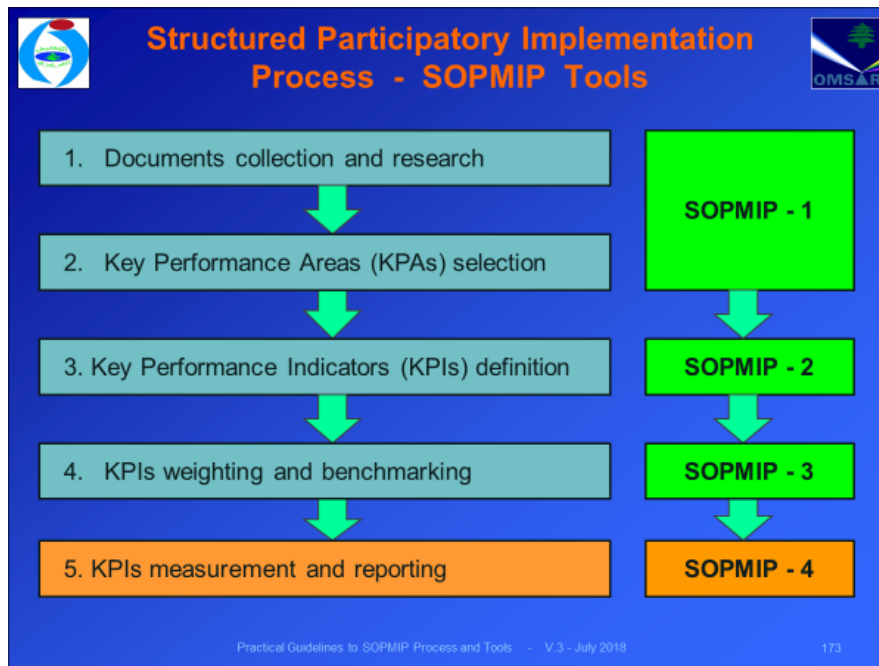 Structured Participatory Implementation
Process - SOPMIP Tools
OMSAR
1. Documents collection and research
SOPMIP - 1
2. Key Performance Areas (KPAs) selection
3. Key Performance Indicators (KPIs) definition
SOPMIP - 2
4. KPIs weighting and benchmarking
SOPMIP - 3
5. KPIs measurement and reporting
SOPMIP - 4
Practical Guidelines to SOPMIP Process and Tools - V.3 - July 2018
173